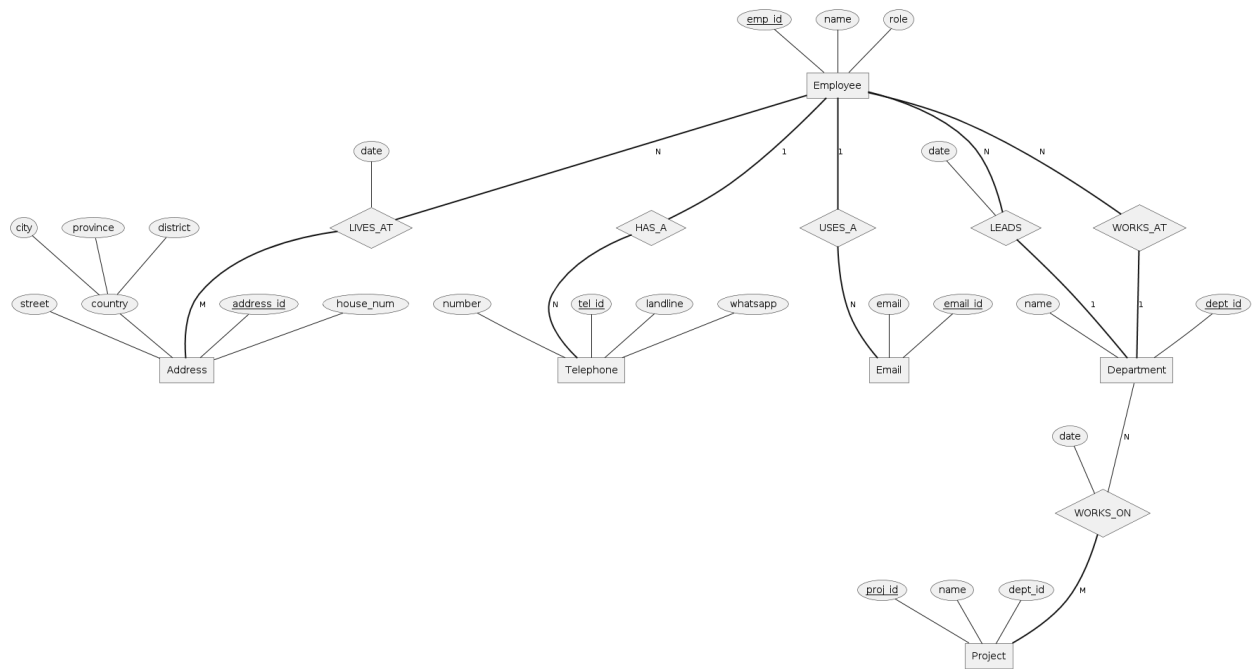 emp_id
name
role
Employee
date
N
1
1
date
N
N
city
province
district
LIVES_AT
HAS_A
USES_A
LEADS
WORKS_AT
street
country
M
address_id
house_num
number
N
tel_id
landline
whatsapp
N
email
email_id
name
1
1
dept_id
Address
Telephone
Email
Department
date
N
WORKS_ON
proj_id
name
dept_id
M
Project